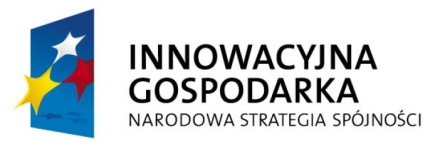 INNOWACYJNA
GOSPODARKA
NARODOWA STRATEGIA SPÓJNOŚCI